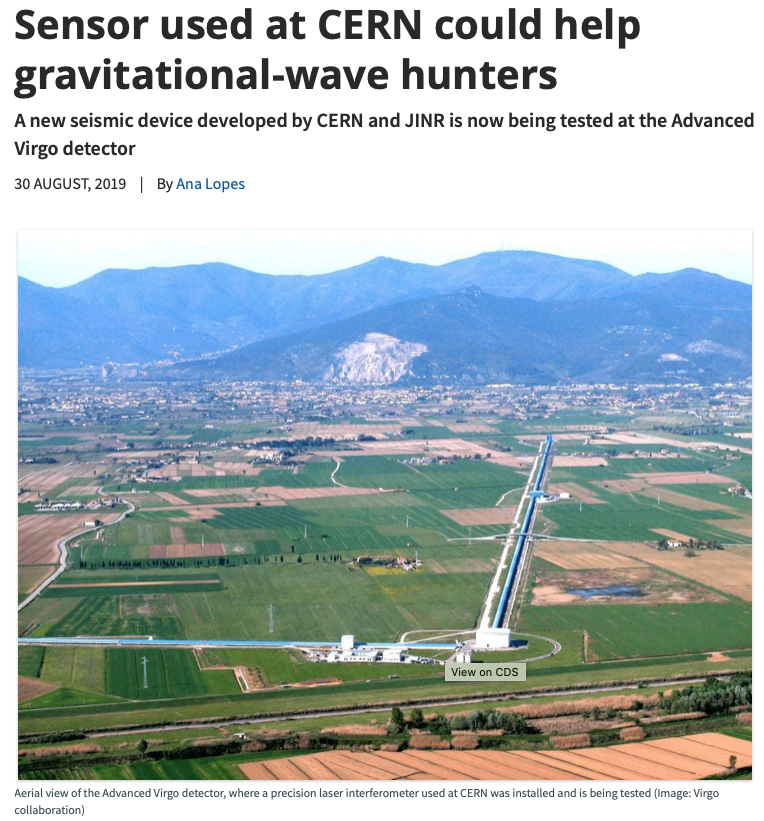 Sensor used at CERN could help
gravitational-wave hunters
A new seismic device developed by CERN and JINR is now being tested at the Advanced
Virgo detector
30 AUGUST, 2019 | By Ana Lopes
View on CDS
Aerial view of the Advanced Virgo detector, where a precision laser interferometer used at CERN was installed and is being tested (Image: Virgo
collaboration)